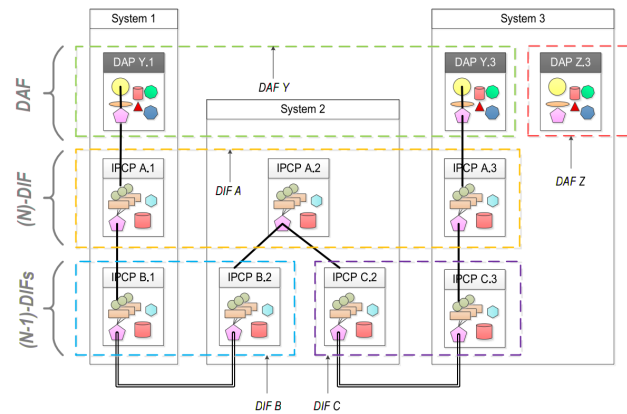 System 1
System 3
DAP Y.1
DAP Y.3
DAP Z.3
DAF
DAF Y
System 2
DAF Z
IPCP A.1
IPCP A.2
IPCP A.3
(N)-DIF
DIF A
IPCP B.1
IPCP B.2
IPCP C.2
IPCP C.3
(N-1)-DIFs
DIF B
DIF C